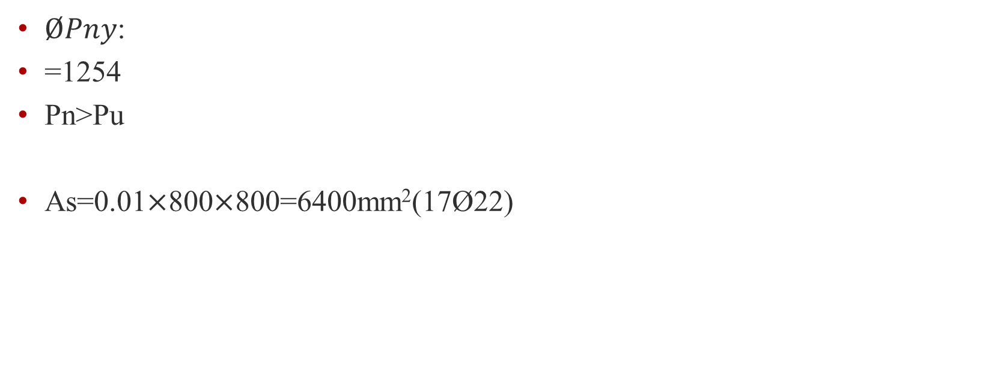 • ØPny:
• =1254
• Pn>Pu
• As=0.01×800×800=6400mm²(17Ø22)